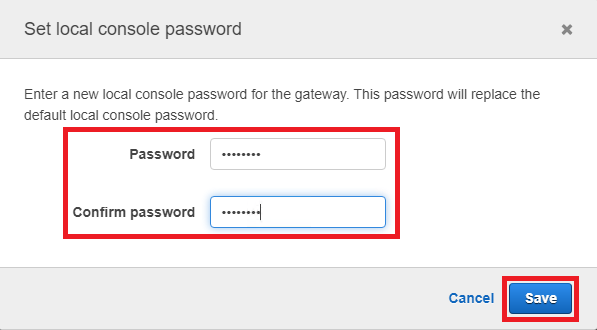 Set local console password
Enter a new local console password for the gateway. This password will replace the
default local console password.
Password ••••••••
Confirm password ••••••••
Cancel Save